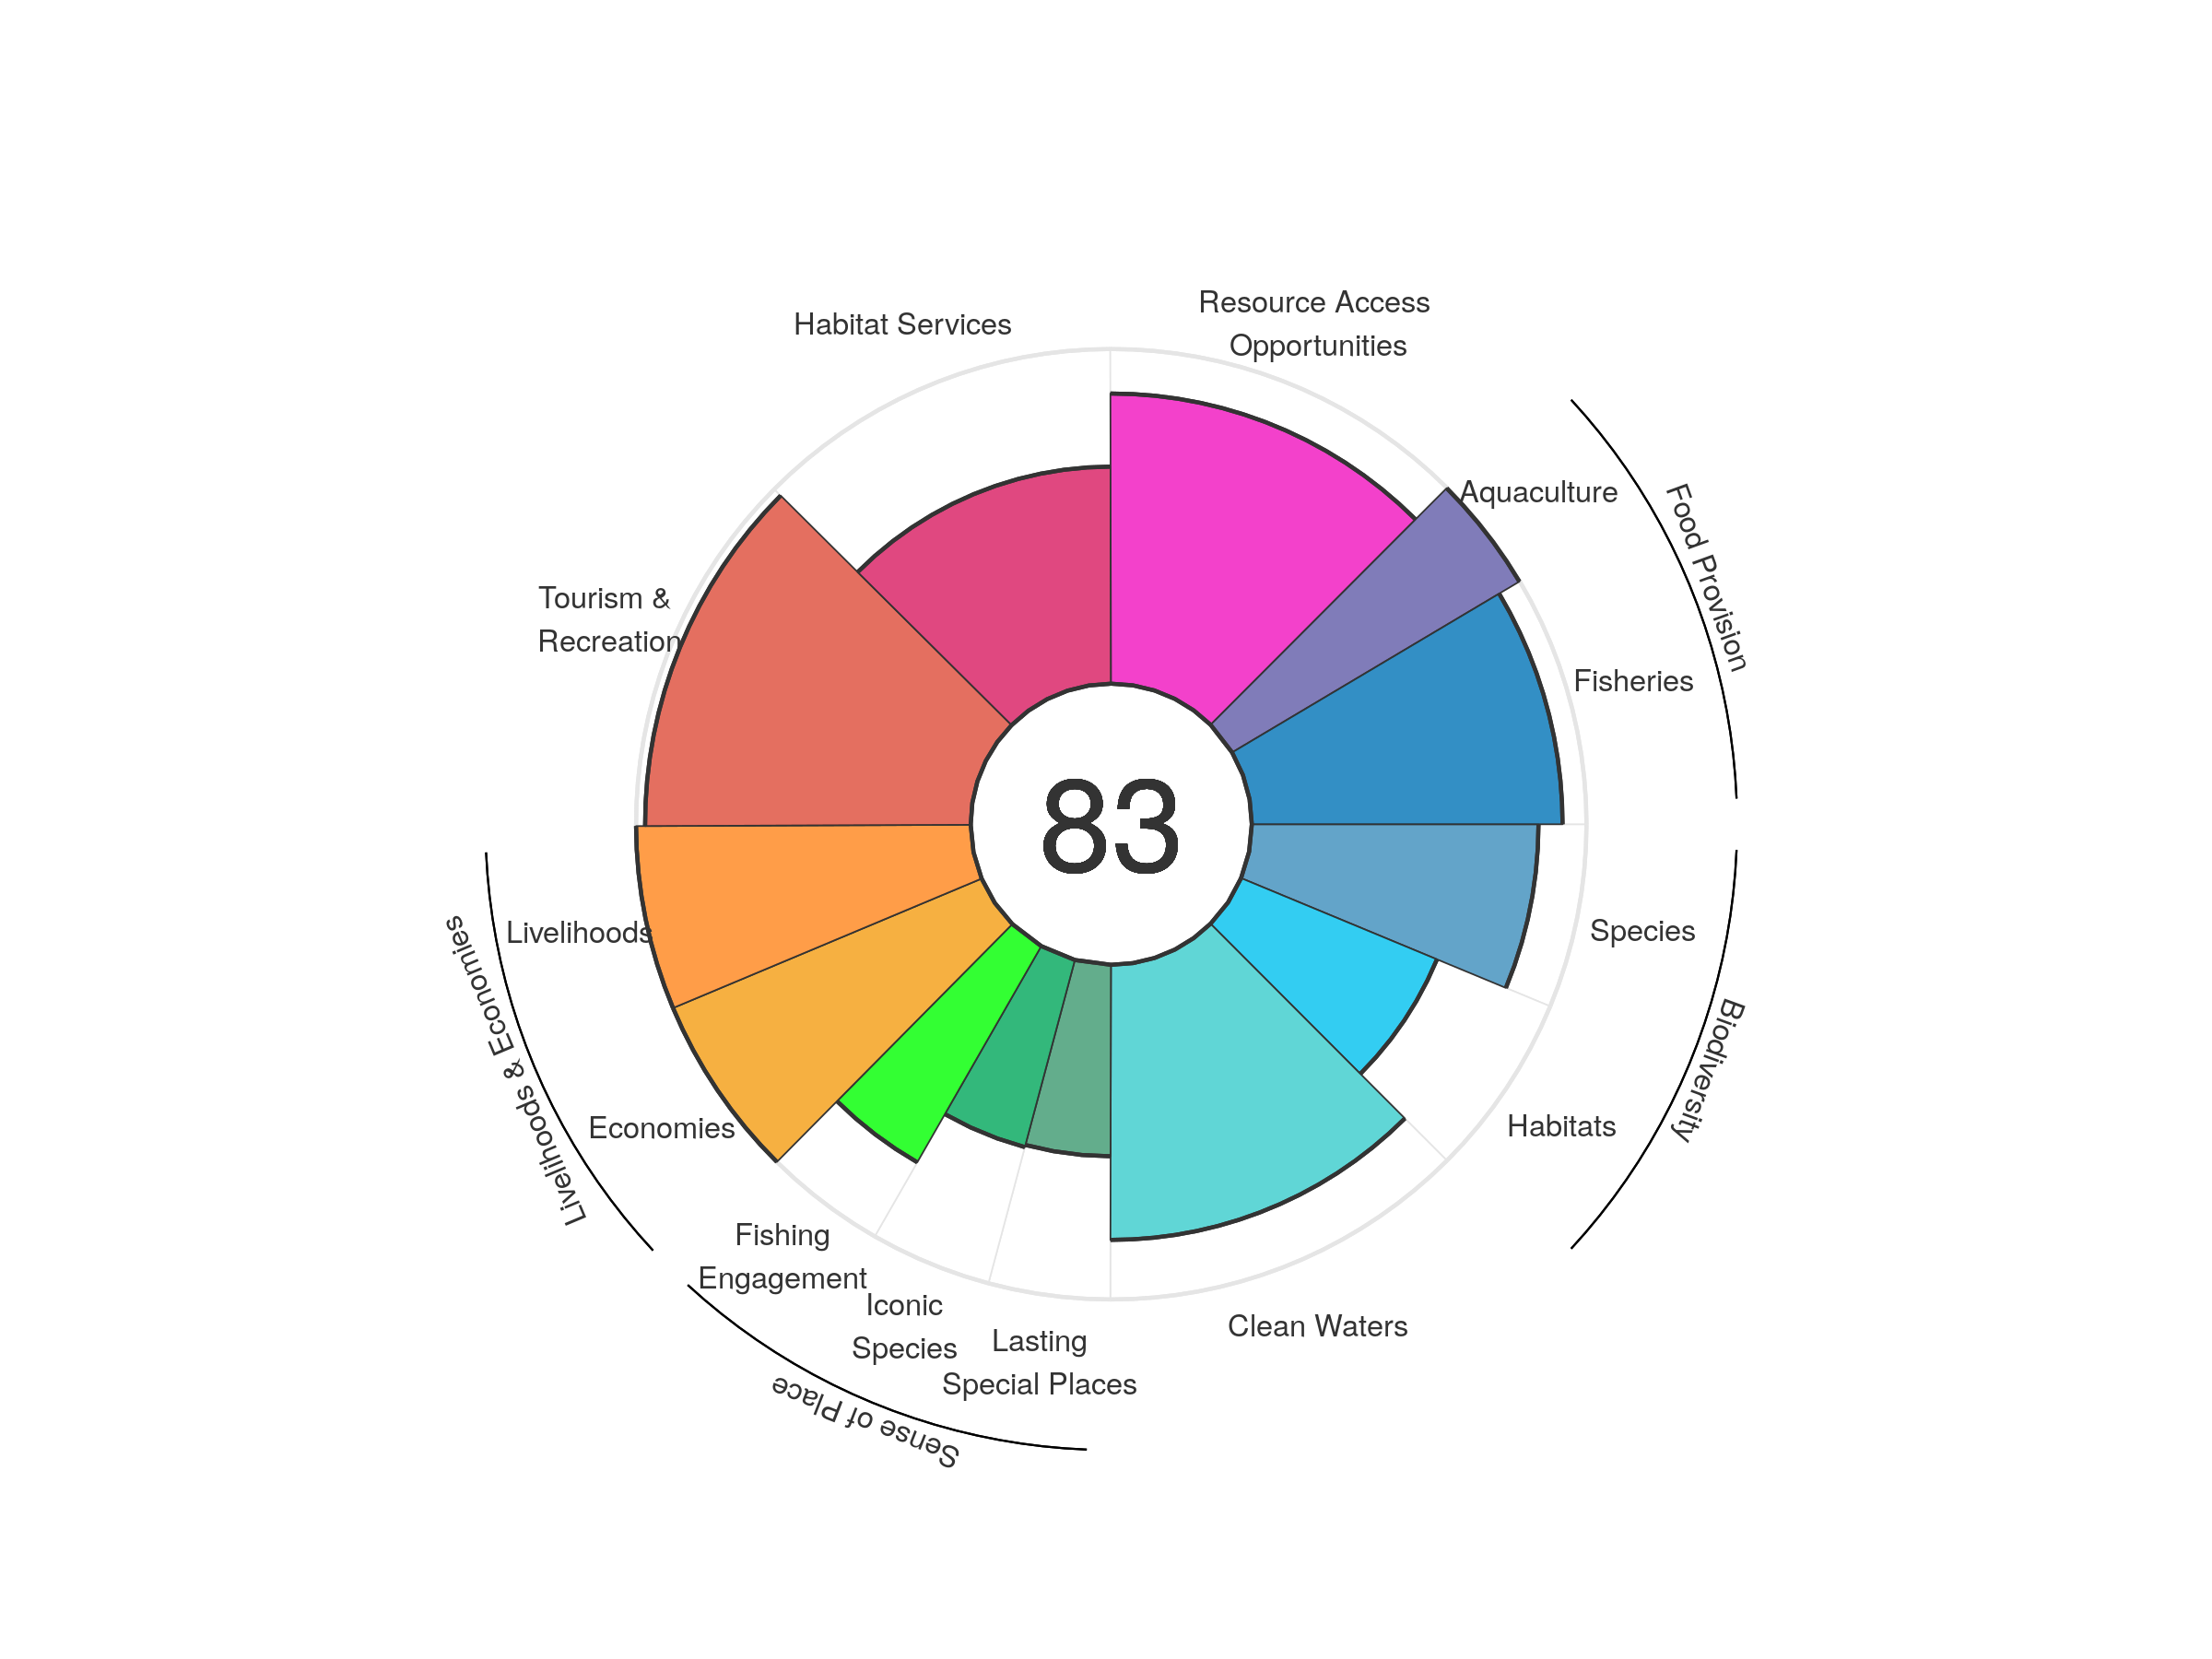 Resource Access
Opportunities
Habitat Services
Aquaculture
Food Provision
Tourism &
Recreation
Fisheries
83
Livelihoods
Species
Livelihoods & Economies
Biodiversity
Economies
Habitats
Fishing
Engagement
Iconic
Species
Lasting
Special Places
Clean Waters
Sense of Place